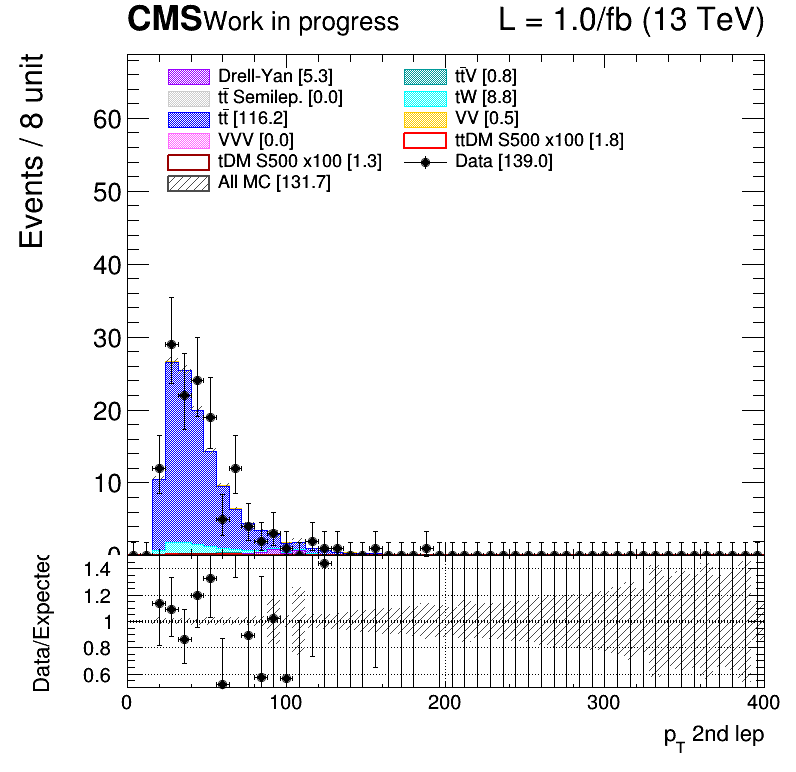 CMS Work in progress L = 1.0/fb (13 TeV)
Events / 8 unit
Drell-Yan [5.3] tt̄V [0.8]
tt̄ Semilep. [0.0] tW [8.8]
tt̄ [116.2] VV [0.5]
VVV [0.0] ttDM S500 x100 [1.8]
tDM S500 x100 [1.3] Data [139.0]
All MC [131.7]
60
50
40
30
20
10
0
Data/Expected
1.4
1.2
1
0.8
0.6
0 100 200 300 400
p_T 2nd lep